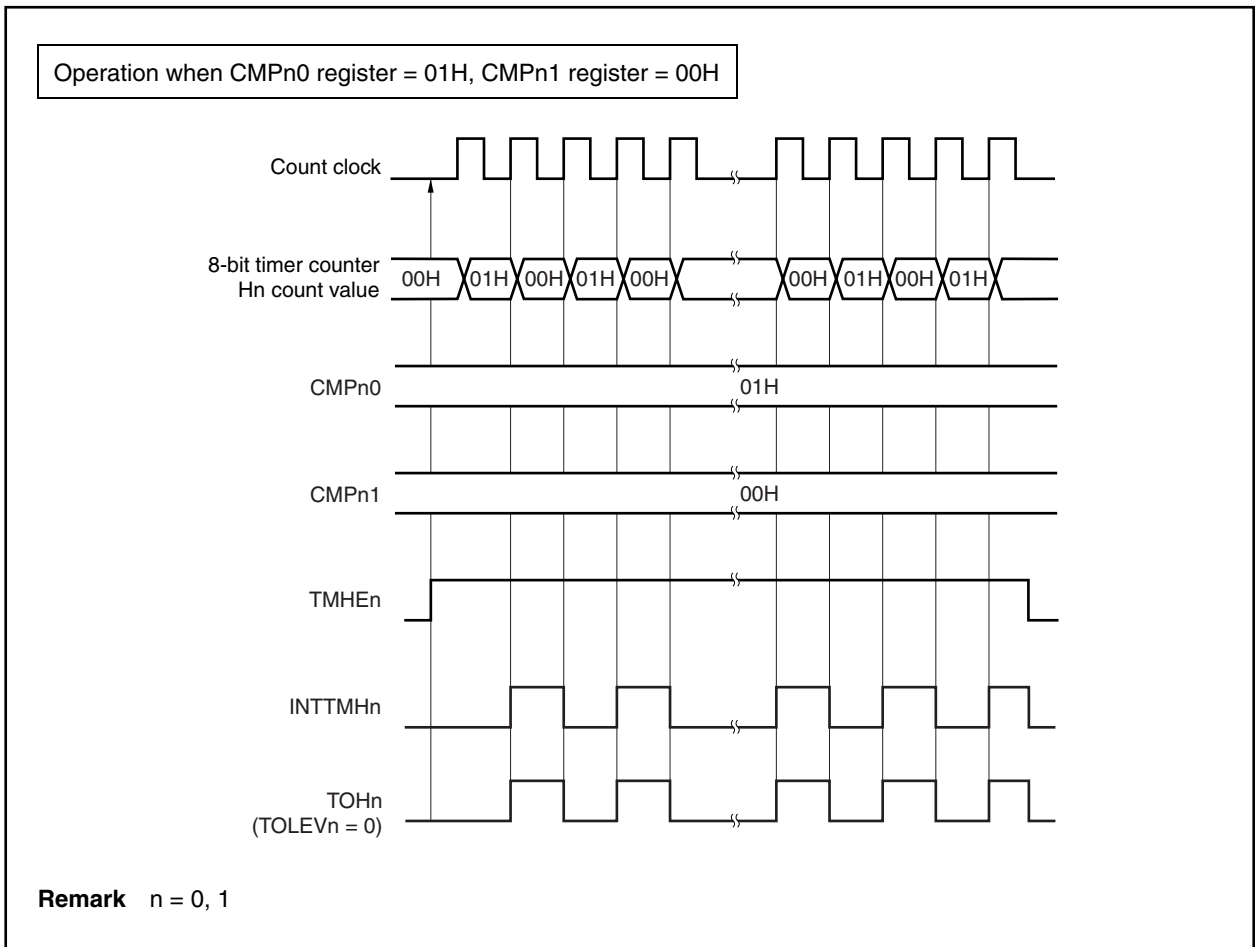 Operation when CMPn0 register = 01H, CMPn1 register = 00H
Count clock
8-bit timer counter
Hn count value
00H 01H 00H 01H 00H 00H 01H 00H 01H
CMPn0
01H
CMPn1
00H
TMHEn
INTTMHn
TOHn
(TOLEVn = 0)
Remark n = 0, 1